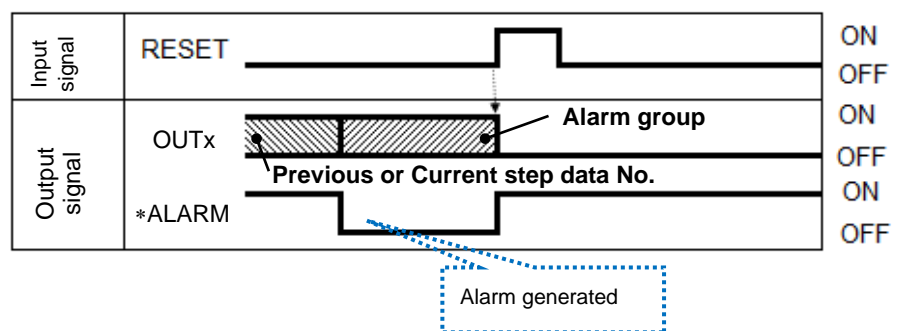 Input
signal
RESET
ON
OFF
Output
signal
OUTx
Alarm group
ON
OFF
Previous or Current step data No.
*ALARM
ON
OFF
Alarm generated